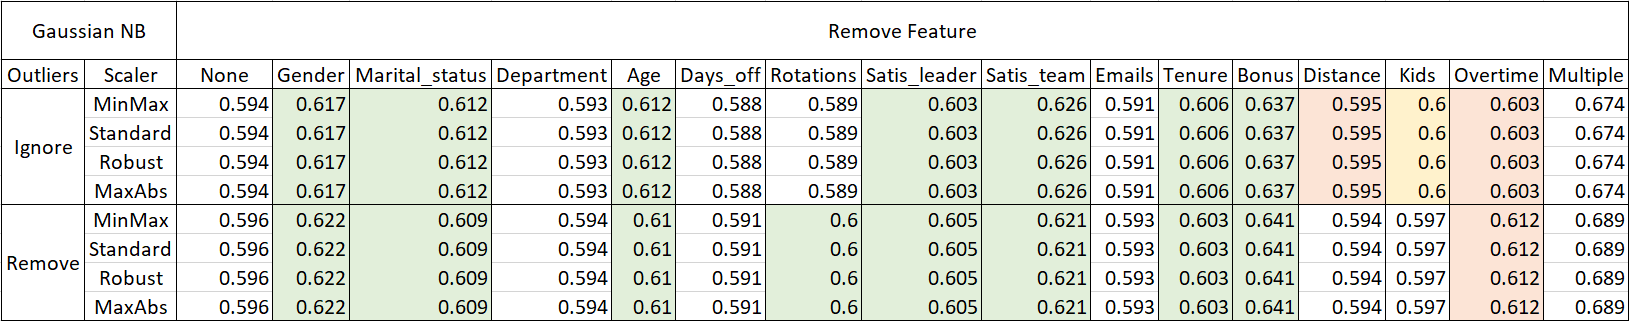 Gaussian NB Remove Feature
Outliers Scaler None Gender Marital_status Department Age Days_off Rotations Satis_leader Satis_team Emails Tenure Bonus Distance Kids Overtime Multiple
MinMax 0.594 0.617 0.612 0.593 0.612 0.588 0.589 0.603 0.626 0.591 0.606 0.637 0.595 0.6 0.603 0.674
Standard 0.594 0.617 0.612 0.593 0.612 0.588 0.589 0.603 0.626 0.591 0.606 0.637 0.595 0.6 0.603 0.674
Ignore
Robust 0.594 0.617 0.612 0.593 0.612 0.588 0.589 0.603 0.626 0.591 0.606 0.637 0.595 0.6 0.603 0.674
MaxAbs 0.594 0.617 0.612 0.593 0.612 0.588 0.589 0.603 0.626 0.591 0.606 0.637 0.595 0.6 0.603 0.674
MinMax 0.596 0.622 0.609 0.594 0.61 0.591 0.6 0.605 0.621 0.593 0.603 0.641 0.594 0.597 0.612 0.689
Standard 0.596 0.622 0.609 0.594 0.61 0.591 0.6 0.605 0.621 0.593 0.603 0.641 0.594 0.597 0.612 0.689
Remove
Robust 0.596 0.622 0.609 0.594 0.61 0.591 0.6 0.605 0.621 0.593 0.603 0.641 0.594 0.597 0.612 0.689
MaxAbs 0.596 0.622 0.609 0.594 0.61 0.591 0.6 0.605 0.621 0.593 0.603 0.641 0.594 0.597 0.612 0.689